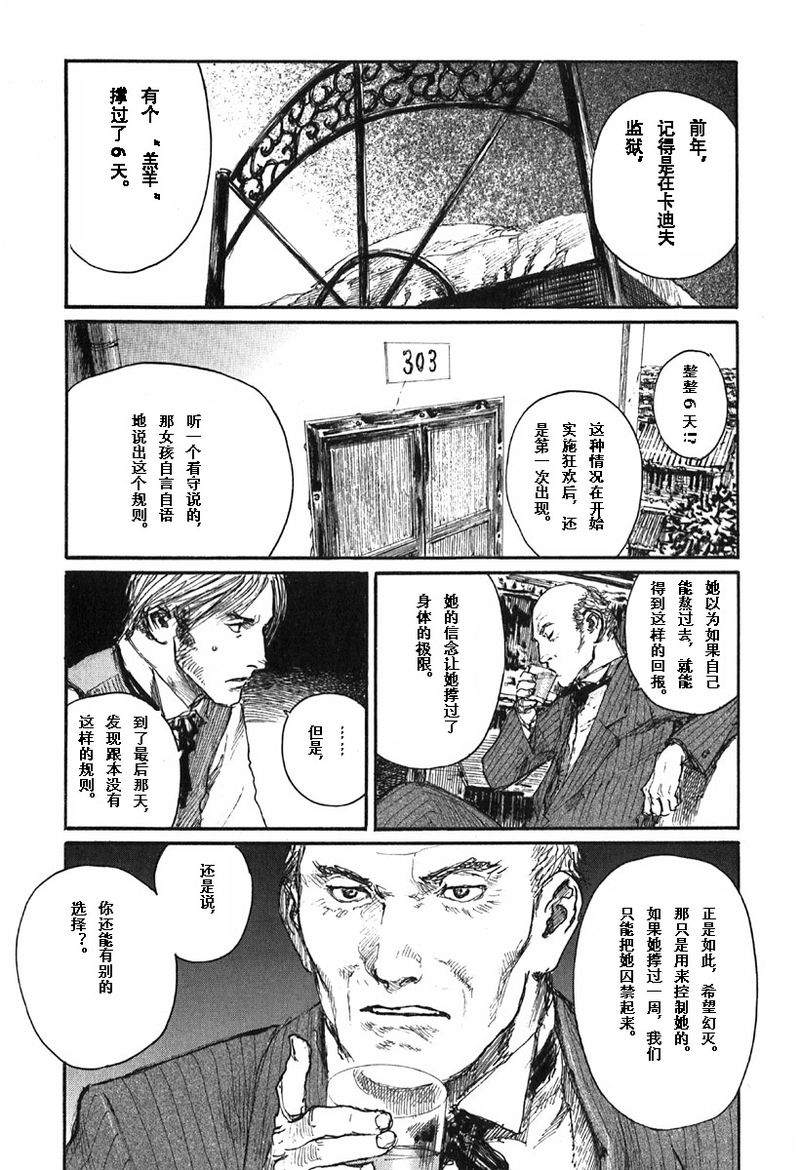 前年，
记得是在卡迪夫
监狱，
有个“羔羊”
撑过了6天。
整整6天!?
这种情况在开始
实施狂欢后，还
是第一次出现。
303
听一个看守说的，
那女孩自言自语
地说出这个规则。
她以为如果自己
能熬过去，就能
得到这样的回报。
她的信念让她撑过了
身体的极限。
……
但是，
到了最后那天，
发现跟本没有
这样的规则。
正是如此，希望幻灭。
那只是用来控制她的。
如果她撑过一周，我们
只能把她囚禁起来。
还是说，
你还能有别的
选择?。